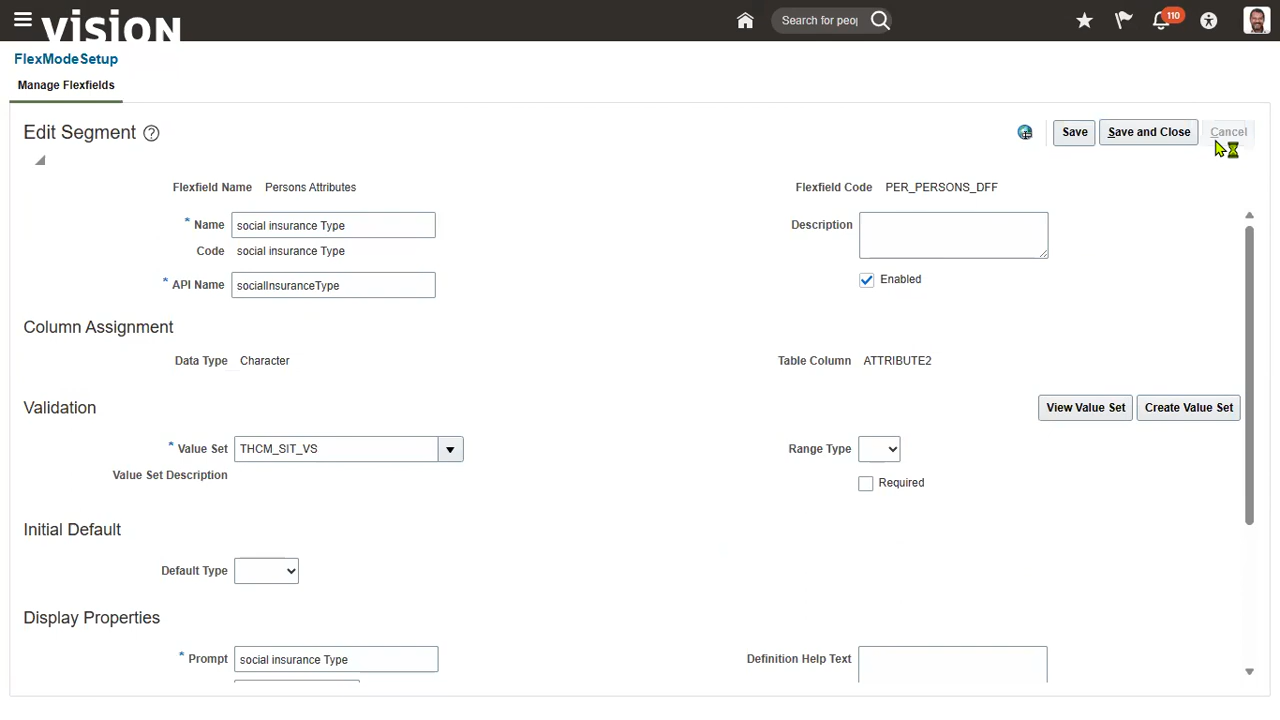 vision
Search for peop
110
FlexModeSetup
Manage Flexfields
Edit Segment
Save
Save and Close
Cancel
Flexfield Name Persons Attributes
Flexfield Code PER_PERSONS_DFF
* Name social insurance Type
Description
Code social insurance Type
* API Name socialInsuranceType
Enabled
Column Assignment
Data Type Character
Table Column ATTRIBUTE2
Validation
View Value Set
Create Value Set
* Value Set THCM_SIT_VS
Range Type
Value Set Description
Required
Initial Default
Default Type
Display Properties
* Prompt social insurance Type
Definition Help Text